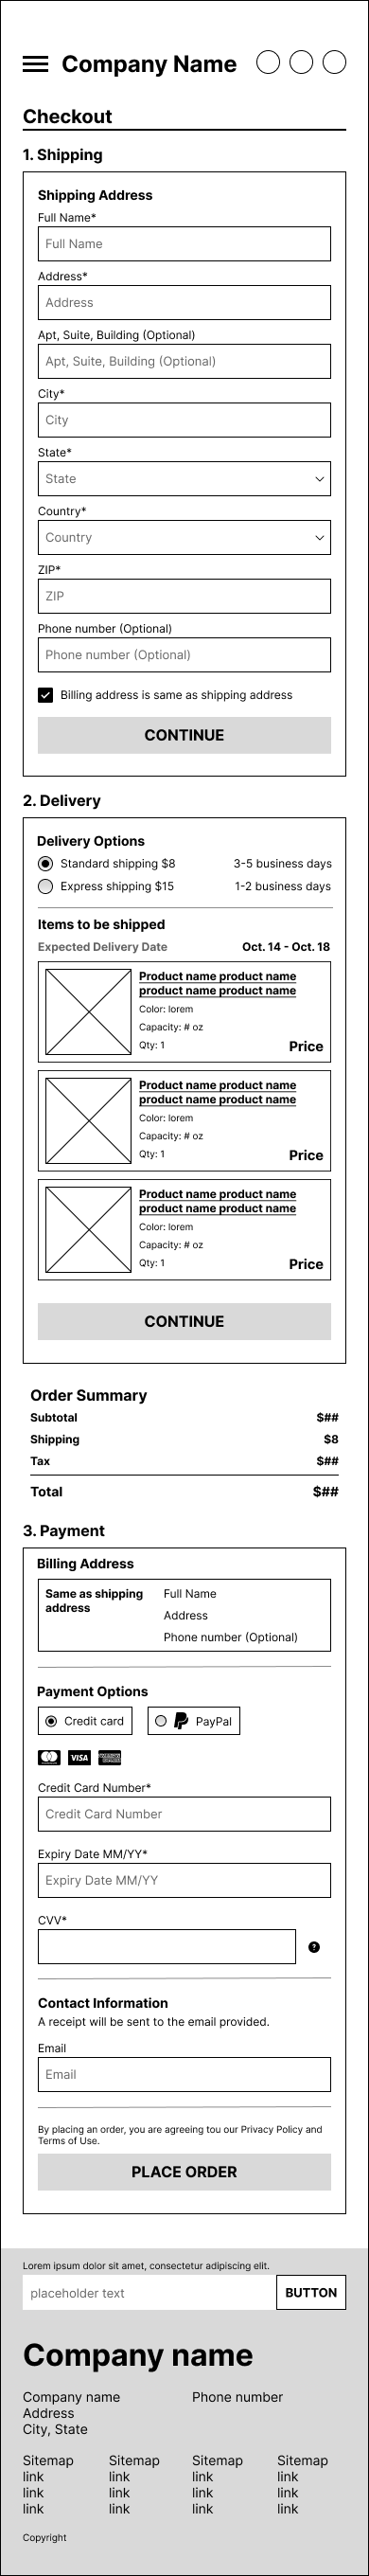 Company Name
Checkout
1. Shipping
Shipping Address
Full Name*
Full Name
Address*
Address
Apt, Suite, Building (Optional)
Apt, Suite, Building (Optional)
City*
City
State*
State
Country*
Country
ZIP*
ZIP
Phone number (Optional)
Phone number (Optional)
Billing address is same as shipping address
CONTINUE
2. Delivery
Delivery Options
Standard shipping $8 3-5 business days
Express shipping $15 1-2 business days
Items to be shipped
Expected Delivery Date Oct. 14 - Oct. 18
Product name product name
product name product name
Color: lorem
Capacity: # oz
Qty: 1 Price
Product name product name
product name product name
Color: lorem
Capacity: # oz
Qty: 1 Price
Product name product name
product name product name
Color: lorem
Capacity: # oz
Qty: 1 Price
CONTINUE
Order Summary
Subtotal $##
Shipping $8
Tax $##
Total $##
3. Payment
Billing Address
Same as shipping
address
Full Name
Address
Phone number (Optional)
Payment Options
Credit card PayPal
VISA
Credit Card Number*
Credit Card Number
Expiry Date MM/YY*
Expiry Date MM/YY
CVV*
?
Contact Information
A receipt will be sent to the email provided.
Email
Email
By placing an order, you are agreeing tou our Privacy Policy and
Terms of Use.
PLACE ORDER
Lorem ipsum dolor sit amet, consectetur adipiscing elit.
placeholder text BUTTON
Company name
Company name Phone number
Address
City, State
Sitemap Sitemap Sitemap Sitemap
link link link link
link link link link
link link link link
Copyright